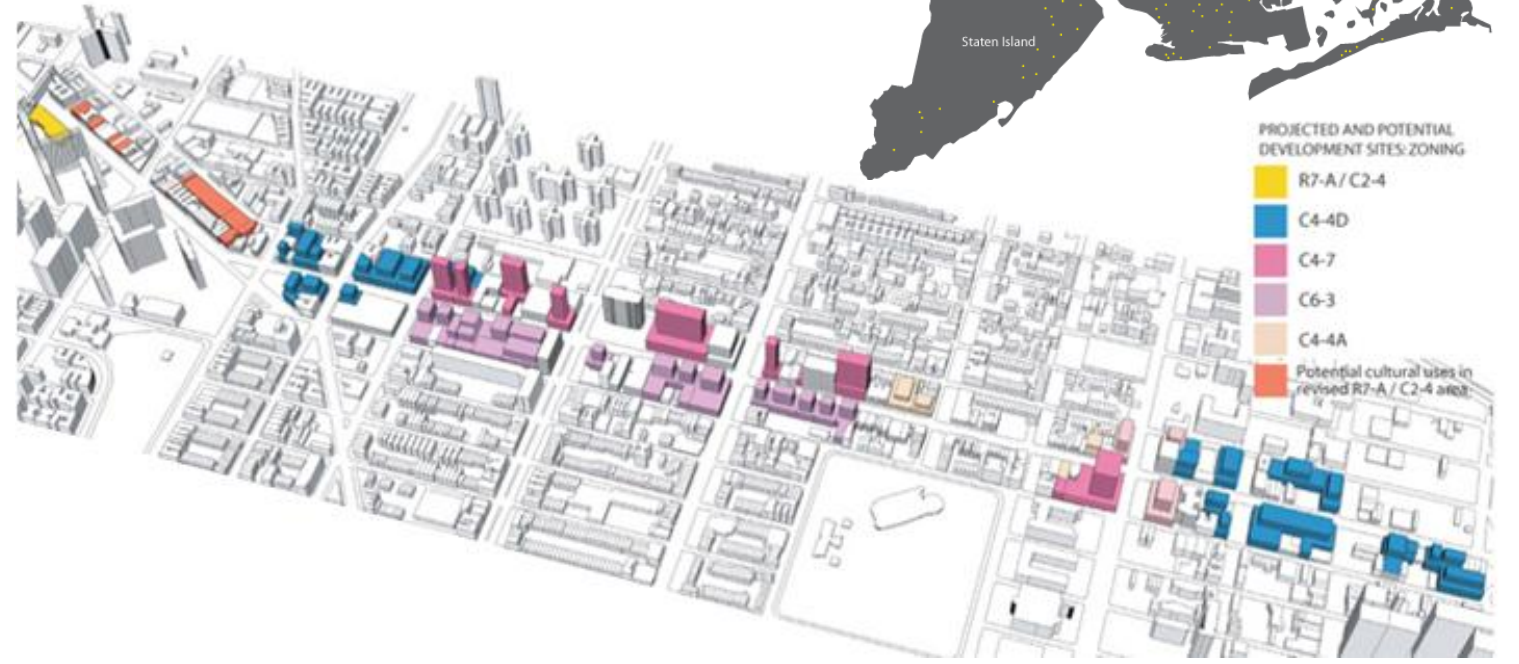 Staten Island
PROJECTED AND POTENTIAL
DEVELOPMENT SITES: ZONING
R7-A / C2-4
C4-4D
C4-7
C6-3
C4-4A
Potential cultural uses in
revised R7-A / C2-4 area